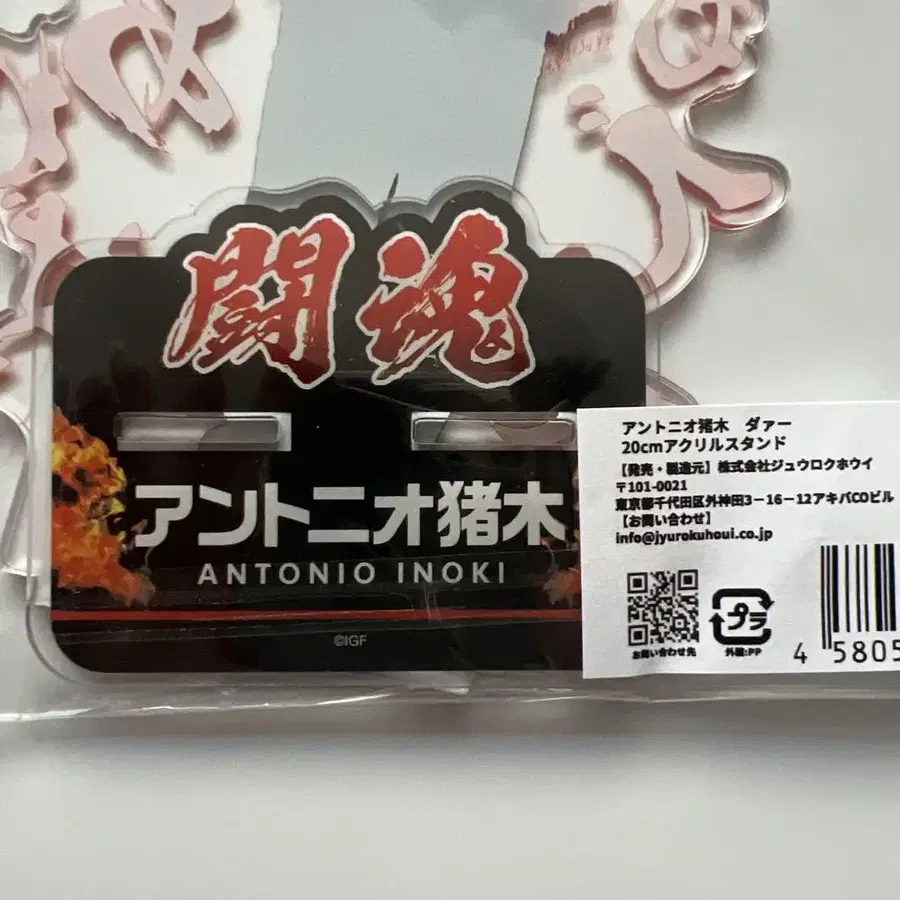 闘魂
アントニオ猪木
ANTONIO INOKI
©IGF
アントニオ猪木 ダァー
20cmアクリルスタンド
【発売・製造元】株式会社ジュウロクホウイ
〒101-0021
東京都千代田区外神田3-16-12アキバCOビル
【お問い合わせ】
info@jyurokuhoui.co.jp
プラ
お問い合わせ先
外装:PP
4 5805